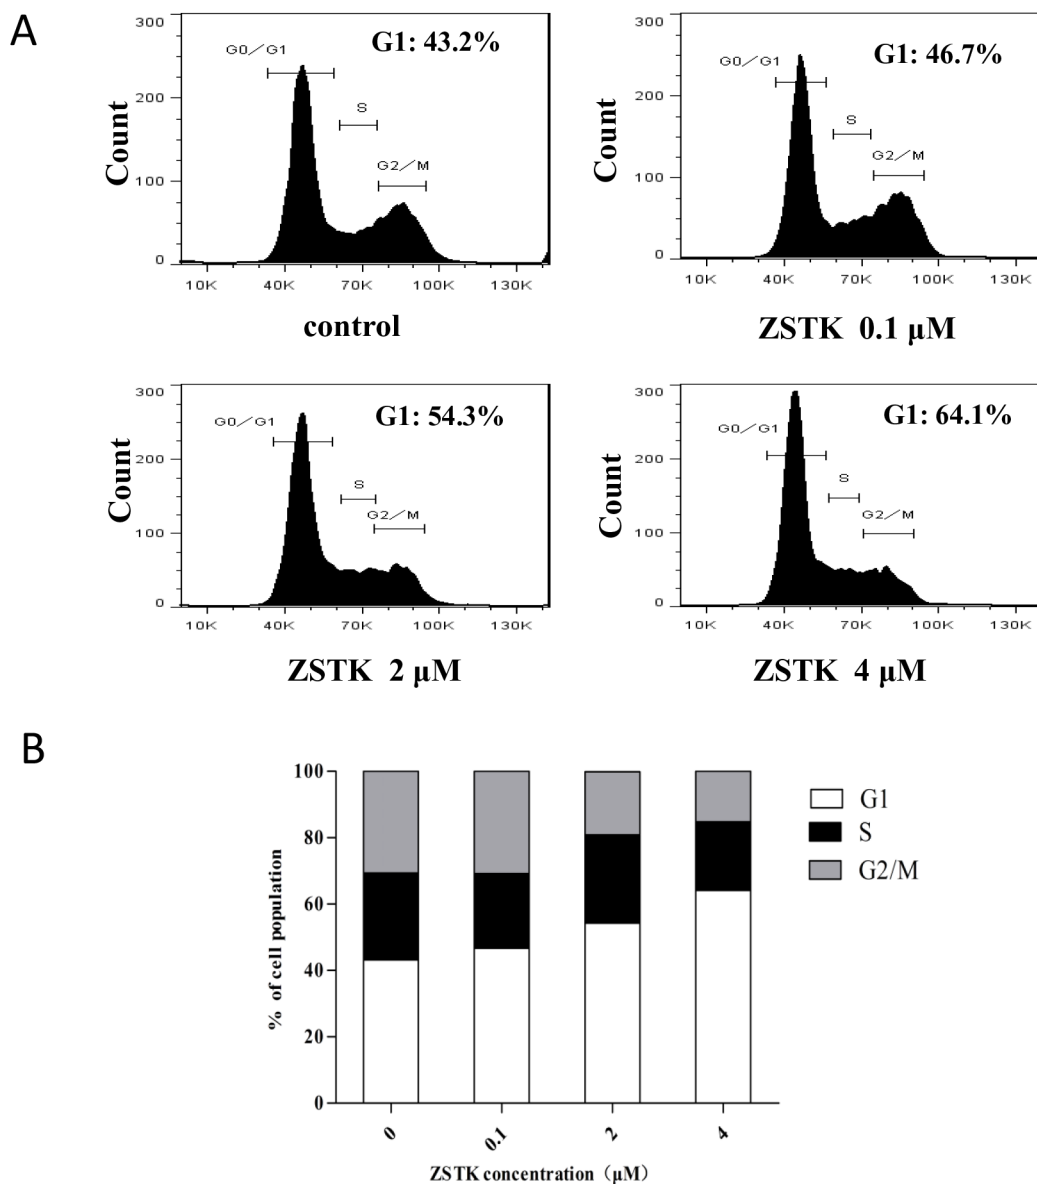 A
300
200
100
0
Count
G0/G1
S
G2/M
G1: 43.2%
10K 40K 70K 100K 130K
control
300
200
100
0
Count
G0/G1
S
G2/M
G1: 46.7%
10K 40K 70K 100K 130K
ZSTK 0.1 μM
300
200
100
0
Count
G0/G1
S
G2/M
G1: 54.3%
10K 40K 70K 100K 130K
ZSTK 2 μM
300
200
100
0
Count
G0/G1
S
G2/M
G1: 64.1%
10K 40K 70K 100K 130K
ZSTK 4 μM
B
100
80
60
40
20
0
% of cell population
G1
S
G2/M
0 0.1 2 4
ZSTK concentration (μM)